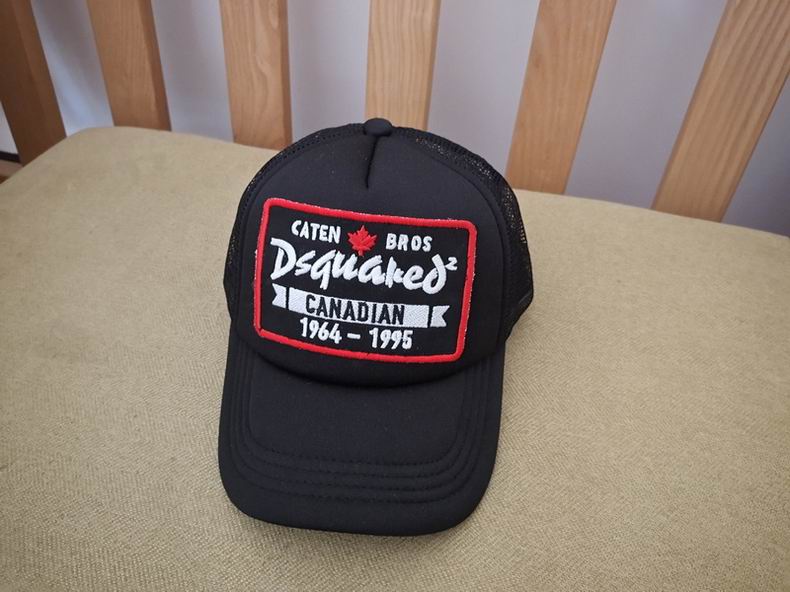 CATEN BROS
Dsquared²
CANADIAN
1964 - 1995